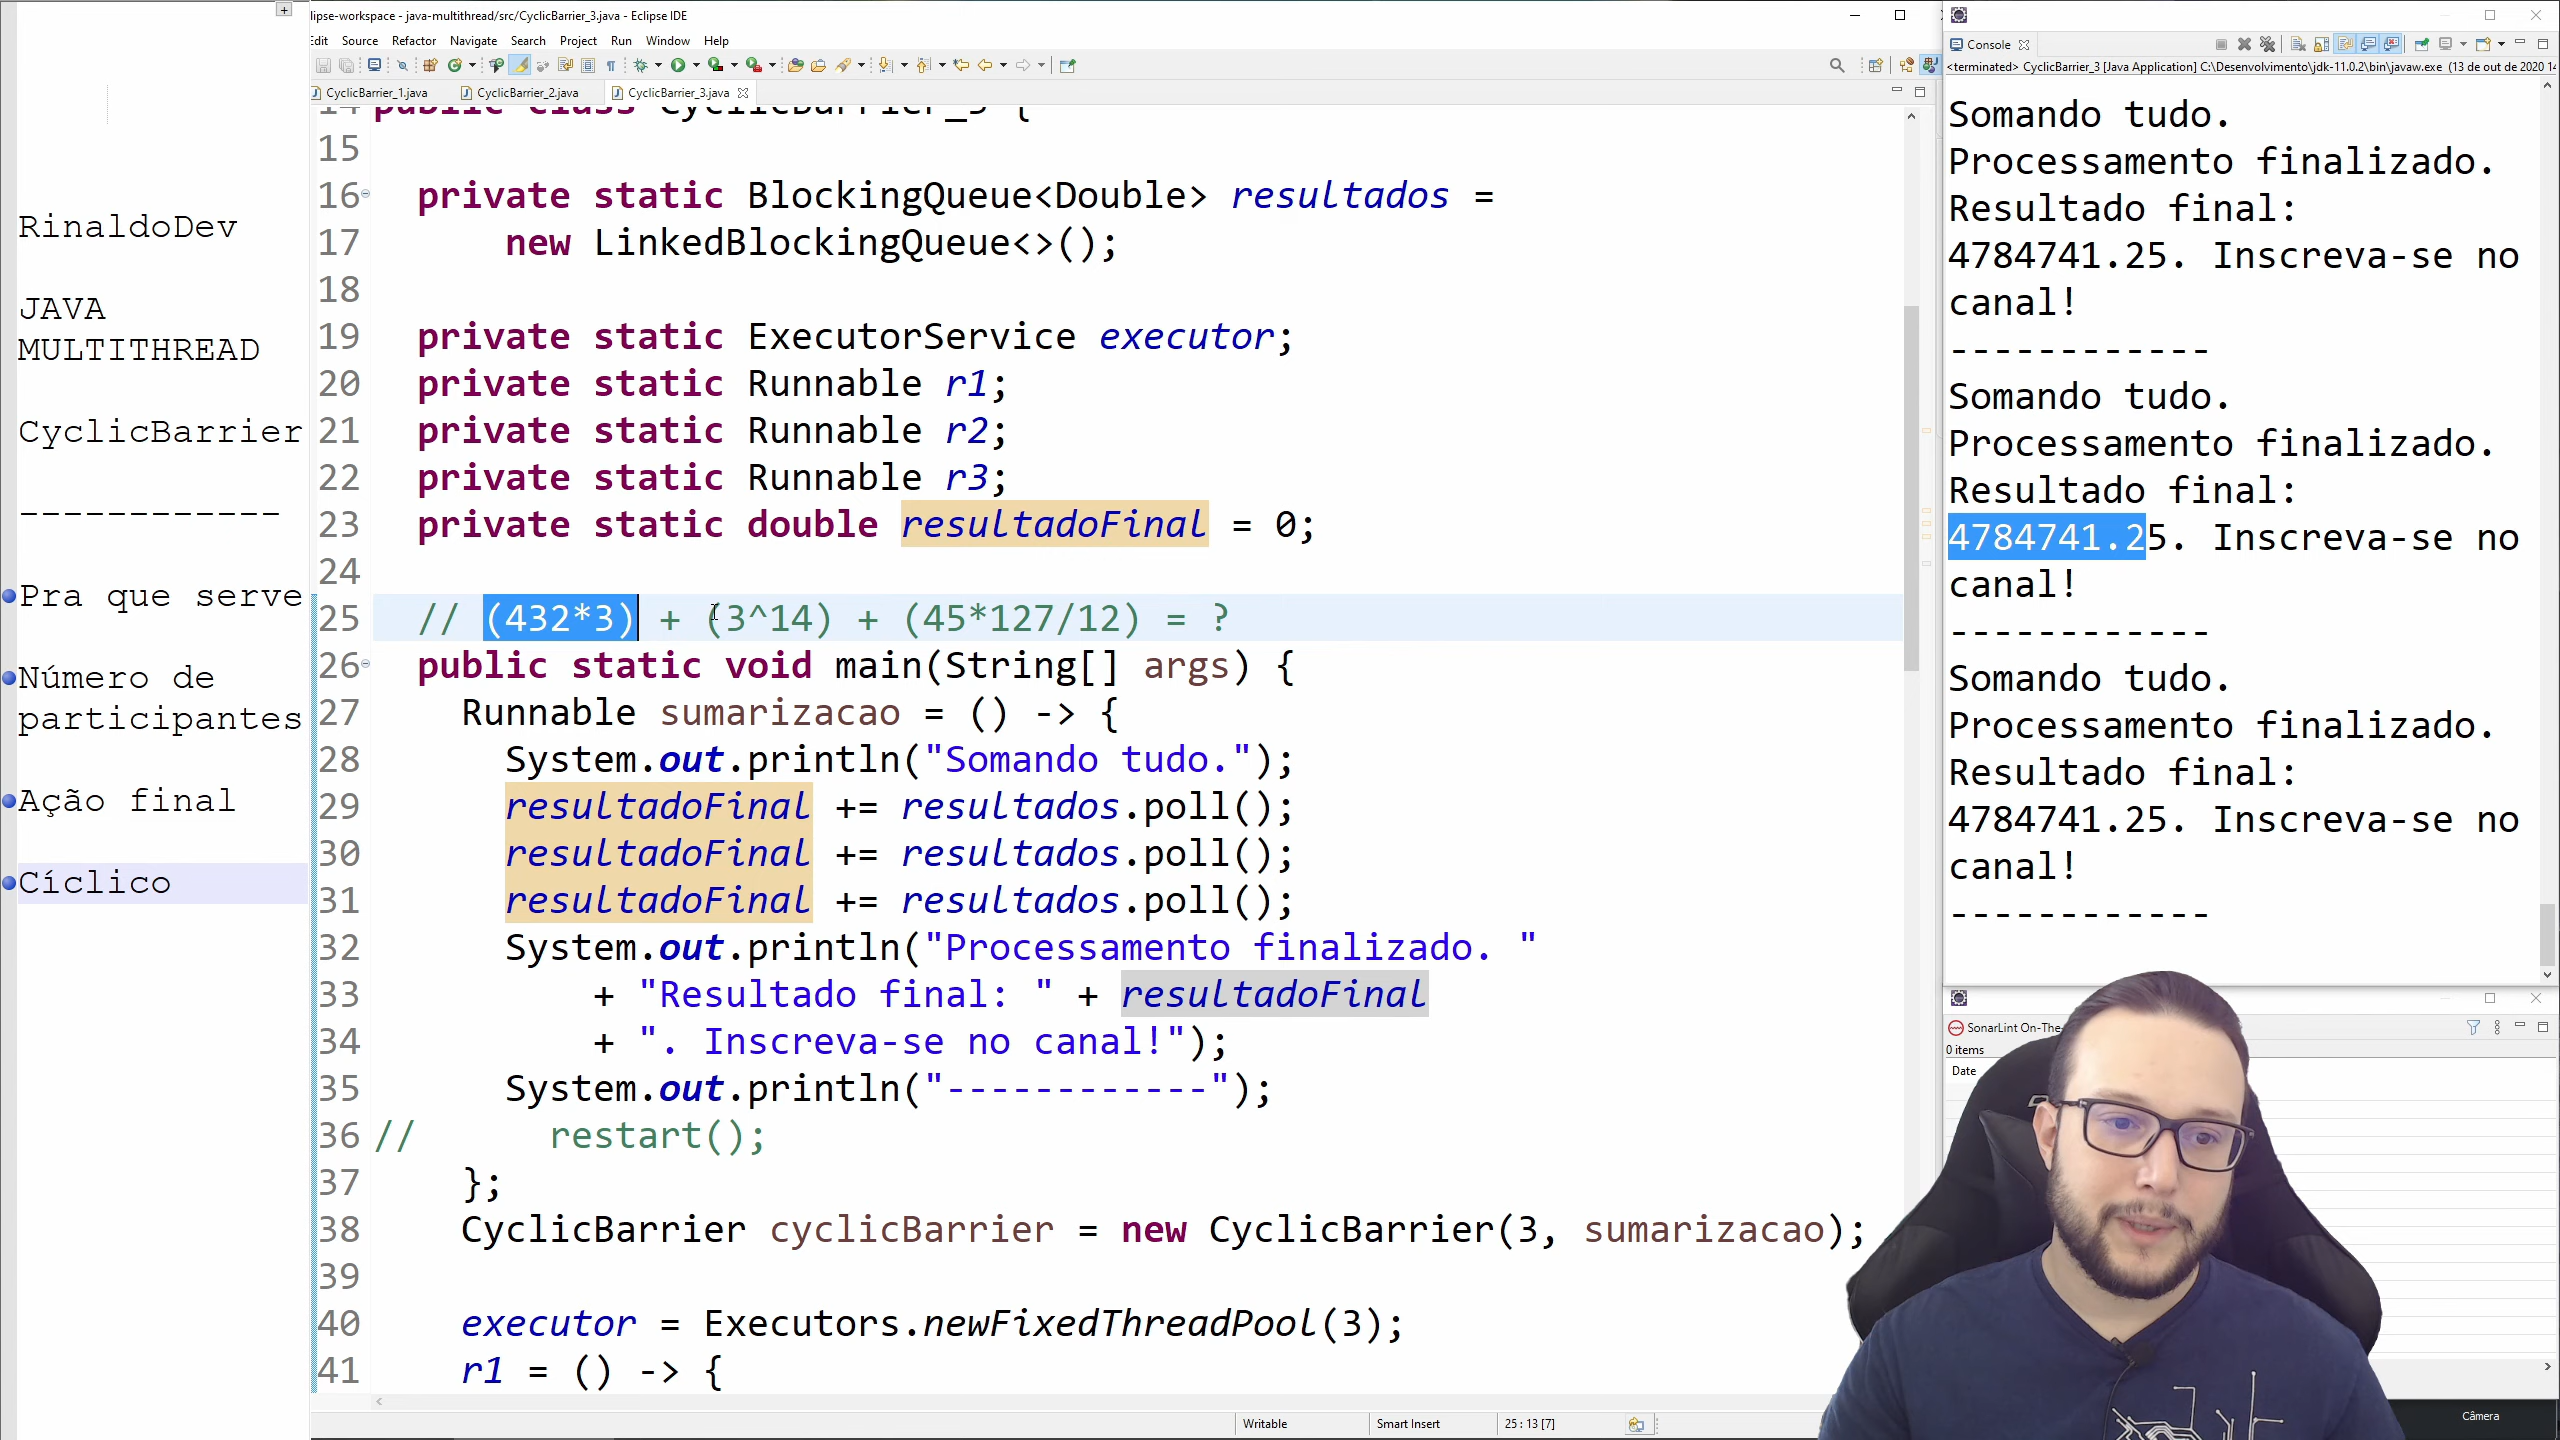 RinaldoDev
JAVA
MULTITHREAD
CyclicBarrier
------------
Pra que serve
Número de
participantes
Ação final
Cíclico
lipse-workspace - java-multithread/src/CyclicBarrier_3.java - Eclipse IDE
Edit Source Refactor Navigate Search Project Run Window Help
CyclicBarrier_1.java CyclicBarrier_2.java CyclicBarrier_3.java
14 public class CyclicBarrier_3 {
15
16 private static BlockingQueue<Double> resultados =
17 new LinkedBlockingQueue<>();
18
19 private static ExecutorService executor;
20 private static Runnable r1;
21 private static Runnable r2;
22 private static Runnable r3;
23 private static double resultadoFinal = 0;
24
25 // (432*3) + (3^14) + (45*127/12) = ?
26 public static void main(String[] args) {
27 Runnable sumarizacao = () -> {
28 System.out.println("Somando tudo.");
29 resultadoFinal += resultados.poll();
30 resultadoFinal += resultados.poll();
31 resultadoFinal += resultados.poll();
32 System.out.println("Processamento finalizado. "
33 + "Resultado final: " + resultadoFinal
34 + ". Inscreva-se no canal!");
35 System.out.println("------------");
36 // restart();
37 };
38 CyclicBarrier cyclicBarrier = new CyclicBarrier(3, sumarizacao);
39
40 executor = Executors.newFixedThreadPool(3);
41 r1 = () -> {
Writable Smart Insert 25 : 13 [7]
Console
<terminated> CyclicBarrier_3 [Java Application] C:\Desenvolvimento\jdk-11.0.2\bin\javaw.exe (13 de out de 2020 14
Somando tudo.
Processamento finalizado.
Resultado final:
4784741.25. Inscreva-se no
canal!
------------
Somando tudo.
Processamento finalizado.
Resultado final:
4784741.25. Inscreva-se no
canal!
------------
Somando tudo.
Processamento finalizado.
Resultado final:
4784741.25. Inscreva-se no
canal!
------------
SonarLint On-The-
0 items
Date
Câmera